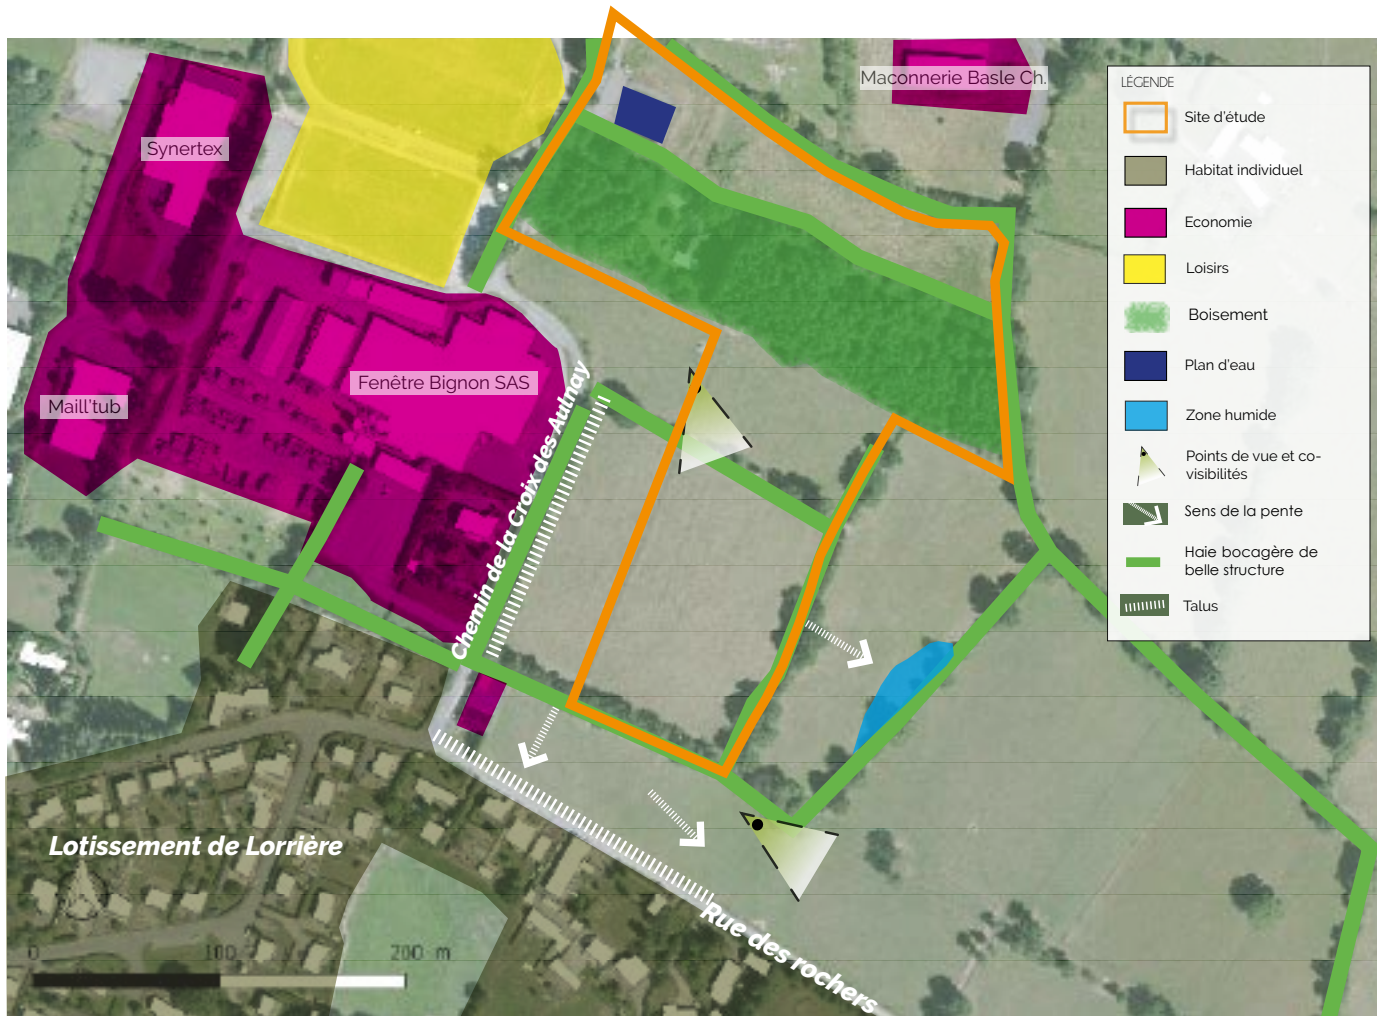 Maconnerie Basle Ch.
Synertex
Fenêtre Bignon SAS
Maill'tub
Chemin de la Croix des Aulnay
Lotissement de Lorrière
Rue des rochers
0 100 200 m
LÉGENDE
Site d'étude
Habitat individuel
Economie
Loisirs
Boisement
Plan d'eau
Zone humide
Points de vue et co-
visibilités
Sens de la pente
Haie bocagère de
belle structure
Talus